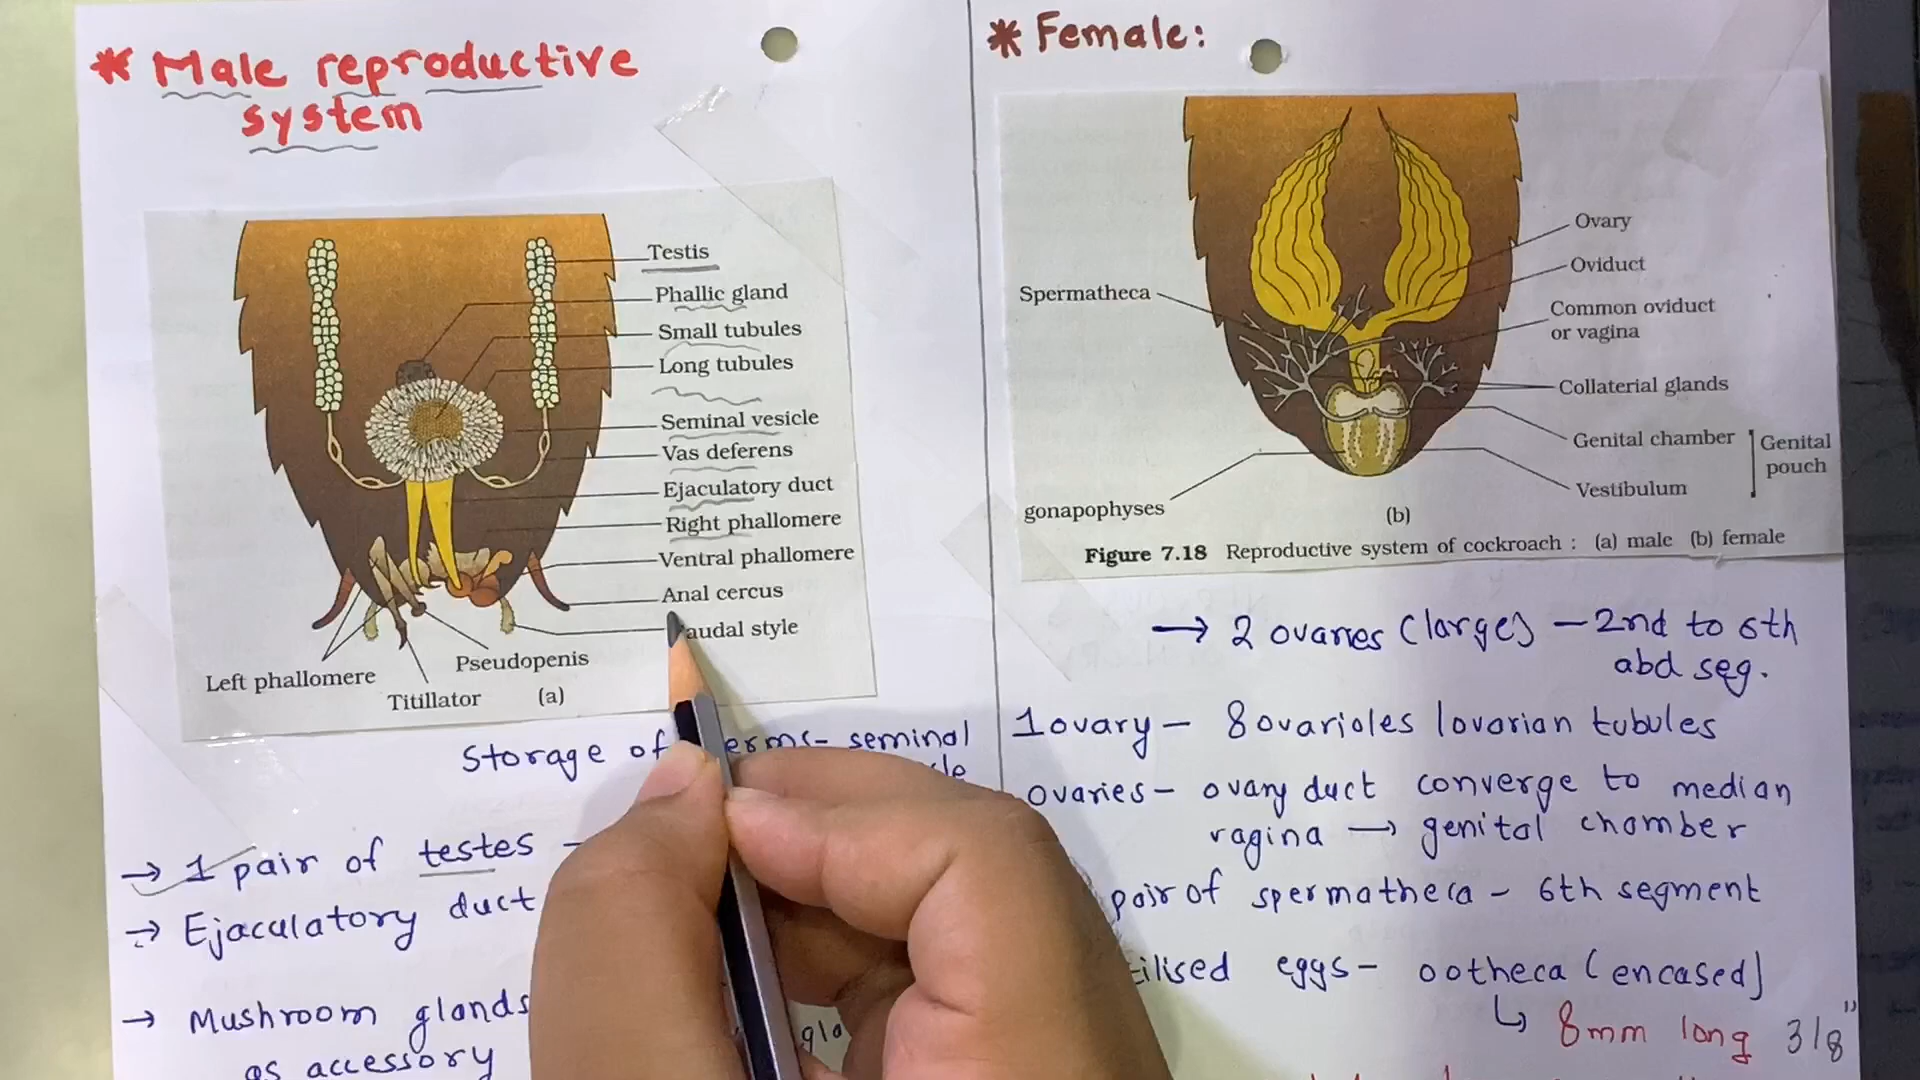 * Male reproductive
system
Testis
Phallic gland
Small tubules
Long tubules
Seminal vesicle
Vas deferens
Ejaculatory duct
Right phallomere
Ventral phallomere
Anal cercus
audal style
Pseudopenis
Left phallomere
Titillator
(a)
Storage of seminal
→ 1 pair of testes -
→ Ejaculatory duct
→ Mushroom glands
as accessory
* Female:
Ovary
Oviduct
Spermatheca
Common oviduct
or vagina
Collaterial glands
Genital chamber
Genital
pouch
Vestibulum
gonapophyses
(b)
Figure 7.18 Reproductive system of cockroach : (a) male (b) female
→ 2 ovaries (large) - 2nd to 6th
abd seg.
1 ovary - 8 ovarioles lovarian tubules
ovaries - ovary duct converge to median
vagina → genital chamber
pair of spermatheca - 6th segment
tilised eggs - ootheca (encased)
↳ 8mm long 3/8"